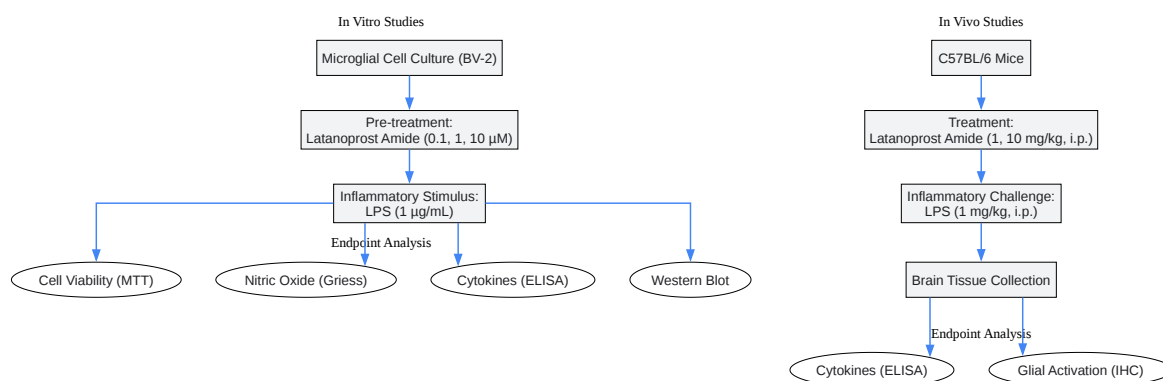 In Vitro Studies
Microglial Cell Culture (BV-2)
Pre-treatment:
Latanoprost Amide (0.1, 1, 10 µM)
Inflammatory Stimulus:
LPS (1 µg/mL)
Endpoint Analysis
Cell Viability (MTT)
Nitric Oxide (Griess)
Cytokines (ELISA)
Western Blot
In Vivo Studies
C57BL/6 Mice
Treatment:
Latanoprost Amide (1, 10 mg/kg, i.p.)
Inflammatory Challenge:
LPS (1 mg/kg, i.p.)
Brain Tissue Collection
Endpoint Analysis
Cytokines (ELISA)
Glial Activation (IHC)